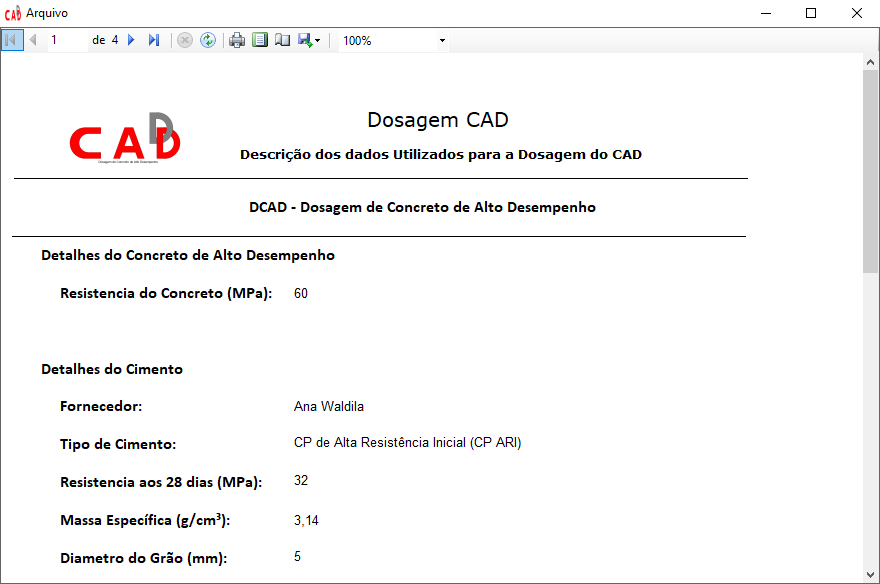 CAD Arquivo
1 de 4 100%
CADD
Dosagem de Concreto de Alto Desempenho
Dosagem CAD
Descrição dos dados Utilizados para a Dosagem do CAD
DCAD - Dosagem de Concreto de Alto Desempenho
Detalhes do Concreto de Alto Desempenho
Resistencia do Concreto (MPa): 60
Detalhes do Cimento
Fornecedor: Ana Waldila
Tipo de Cimento: CP de Alta Resistência Inicial (CP ARI)
Resistencia aos 28 dias (MPa): 32
Massa Específica (g/cm³): 3,14
Diametro do Grão (mm): 5